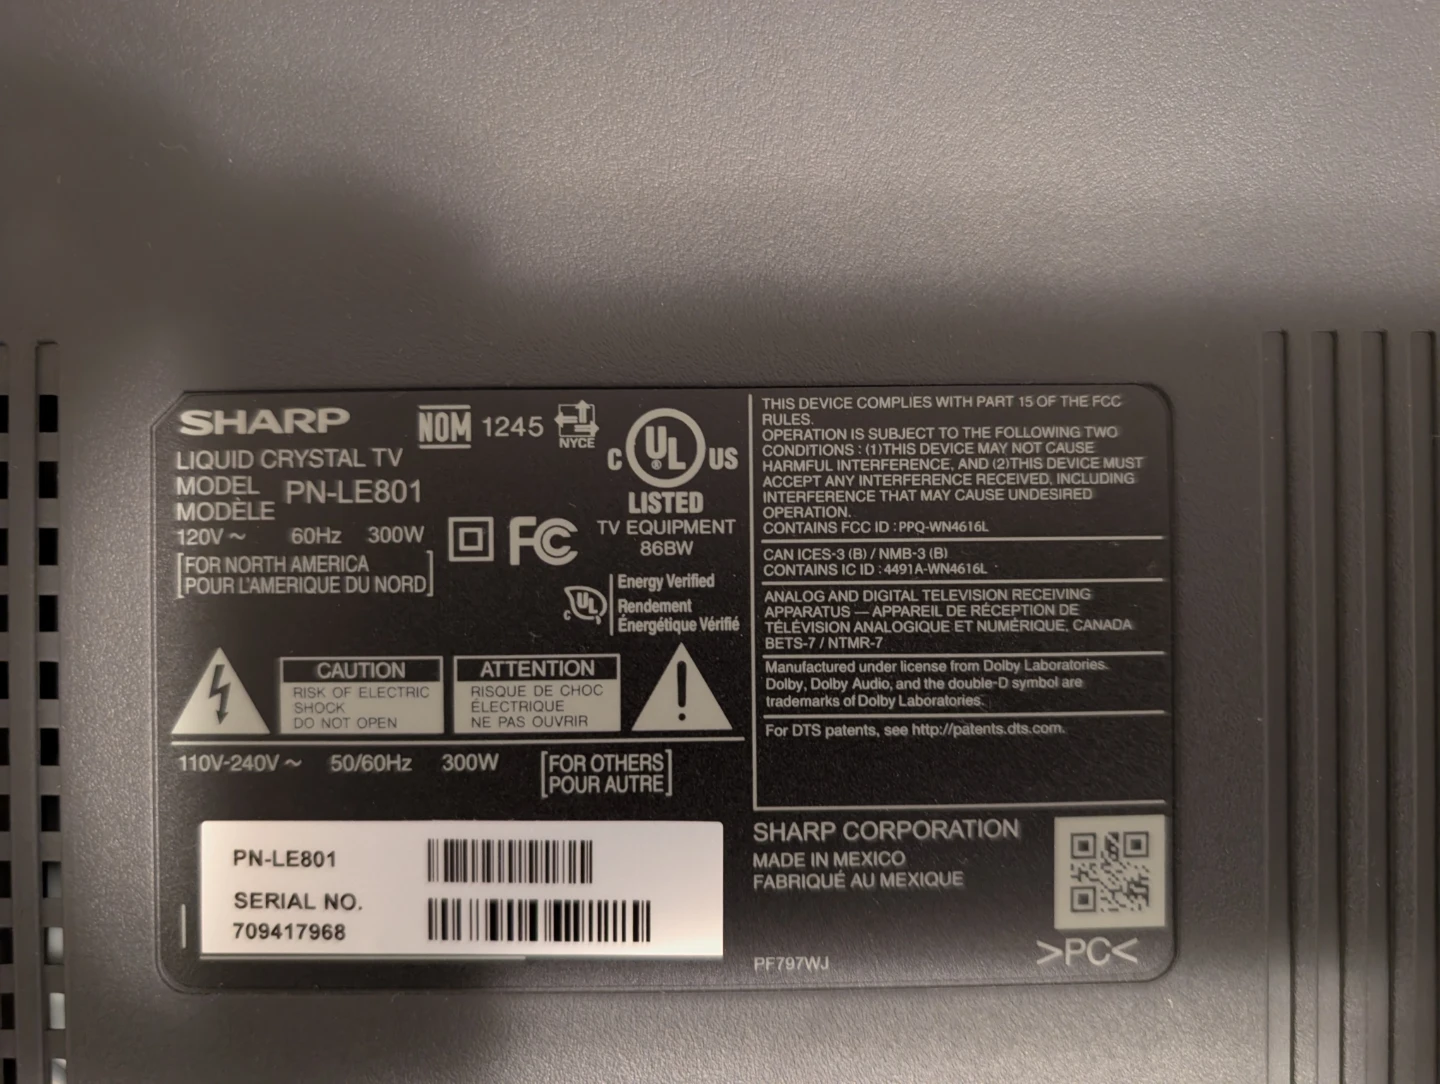 SHARP
LIQUID CRYSTAL TV
MODEL PN-LE801
MODÈLE
120V ~ 60Hz 300W
[FOR NORTH AMERICA
POUR L'AMERIQUE DU NORD]
NOM 1245 NYCE
C UL ® US
LISTED
TV EQUIPMENT
86BW
FC
C UL
Energy Verified
Rendement
Énergétique Vérifié
CAUTION
RISK OF ELECTRIC
SHOCK
DO NOT OPEN
ATTENTION
RISQUE DE CHOC
ÉLECTRIQUE
NE PAS OUVRIR
!
110V-240V ~ 50/60Hz 300W
[FOR OTHERS
POUR AUTRE]
PN-LE801
SERIAL NO.
709417968
THIS DEVICE COMPLIES WITH PART 15 OF THE FCC
RULES.
OPERATION IS SUBJECT TO THE FOLLOWING TWO
CONDITIONS : (1)THIS DEVICE MAY NOT CAUSE
HARMFUL INTERFERENCE, AND (2)THIS DEVICE MUST
ACCEPT ANY INTERFERENCE RECEIVED, INCLUDING
INTERFERENCE THAT MAY CAUSE UNDESIRED
OPERATION.
CONTAINS FCC ID : PPQ-WN4616L
CAN ICES-3 (B) / NMB-3 (B)
CONTAINS IC ID : 4491A-WN4616L
ANALOG AND DIGITAL TELEVISION RECEIVING
APPARATUS — APPAREIL DE RÉCEPTION DE
TÉLÉVISION ANALOGIQUE ET NUMÉRIQUE, CANADA
BETS-7 / NTMR-7
Manufactured under license from Dolby Laboratories.
Dolby, Dolby Audio, and the double-D symbol are
trademarks of Dolby Laboratories.
For DTS patents, see http://patents.dts.com.
SHARP CORPORATION
MADE IN MEXICO
FABRIQUÉ AU MEXIQUE
PF797WJ
>PC<